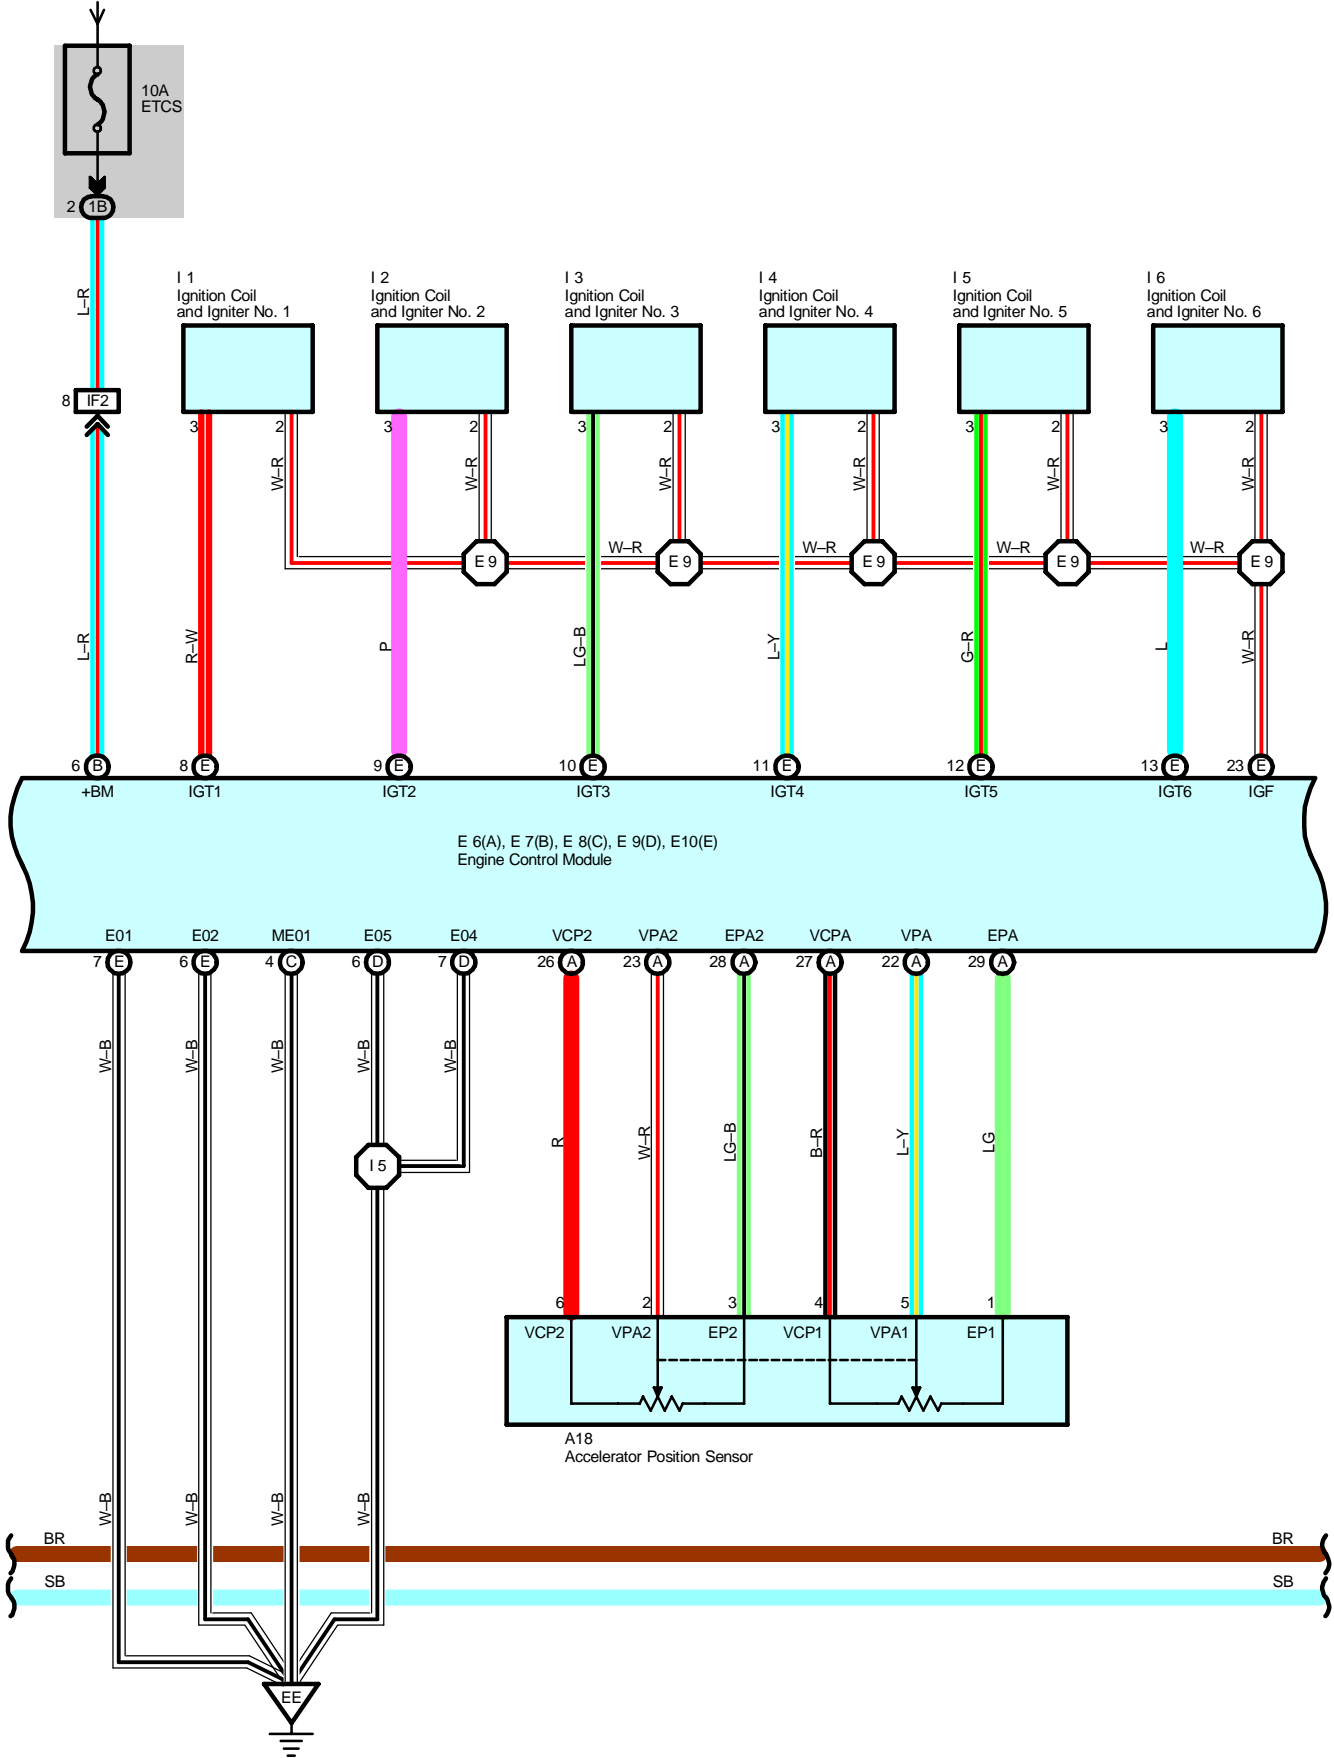 10A
ETCS
2 1B
L–R
I 1
Ignition Coil
and Igniter No. 1
I 2
Ignition Coil
and Igniter No. 2
I 3
Ignition Coil
and Igniter No. 3
I 4
Ignition Coil
and Igniter No. 4
I 5
Ignition Coil
and Igniter No. 5
I 6
Ignition Coil
and Igniter No. 6
8 IF2
3 2 3 2 3 2 3 2 3 2 3 2
W–R W–R W–R W–R W–R W–R
W–R W–R W–R W–R
E 9 E 9 E 9 E 9 E 9
L–R R–W P LG–B L–Y G–R L W–R
6 B 8 E 9 E 10 E 11 E 12 E 13 E 23 E
+BM IGT1 IGT2 IGT3 IGT4 IGT5 IGT6 IGF
E 6(A), E 7(B), E 8(C), E 9(D), E10(E)
Engine Control Module
E01 E02 ME01 E05 E04 VCP2 VPA2 EPA2 VCPA VPA EPA
7 E 6 E 4 C 6 D 7 D 26 A 23 A 28 A 27 A 22 A 29 A
W–B W–B W–B W–B W–B
R W–R LG–B B–R L–Y LG
I 5
6 2 3 4 5 1
VCP2 VPA2 EP2 VCP1 VPA1 EP1
A18
Accelerator Position Sensor
W–B W–B W–B W–B
BR BR
SB SB
EE